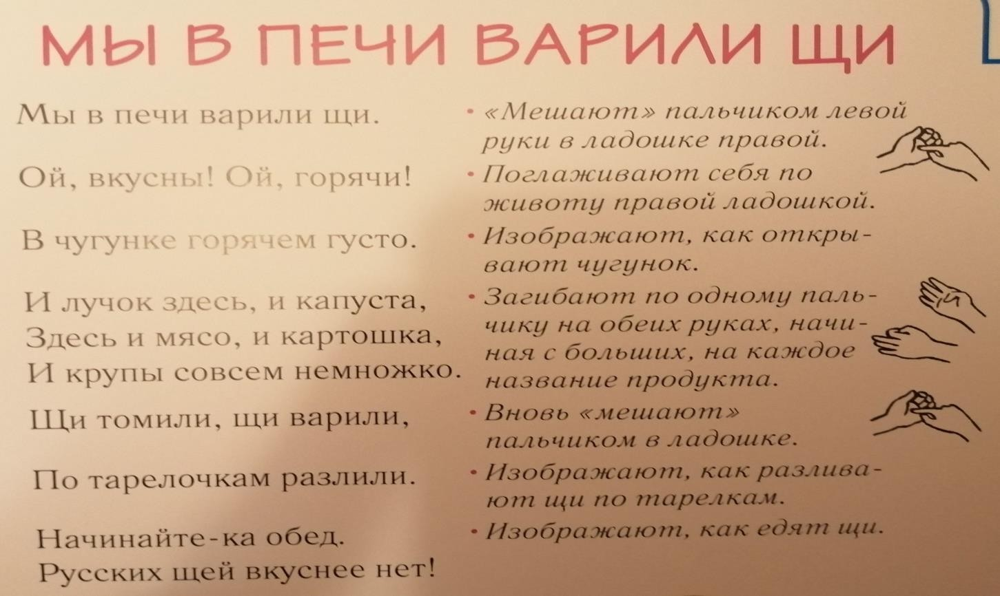 МЫ В ПЕЧИ ВАРИЛИ ЩИ
Мы в печи варили щи.
• «Мешают» пальчиком левой
руки в ладошке правой.
Ой, вкусны! Ой, горячи!
• Поглаживают себя по
животу правой ладошкой.
В чугунке горячем густо.
• Изображают, как откры-
вают чугунок.
И лучок здесь, и капуста,
Здесь и мясо, и картошка,
И крупы совсем немножко.
• Загибают по одному паль-
чику на обеих руках, начи-
ная с больших, на каждое
название продукта.
Щи томили, щи варили,
• Вновь «мешают»
пальчиком в ладошке.
По тарелочкам разлили.
• Изображают, как разлива-
ют щи по тарелкам.
Начинайте-ка обед.
Русских щей вкуснее нет!
• Изображают, как едят щи.